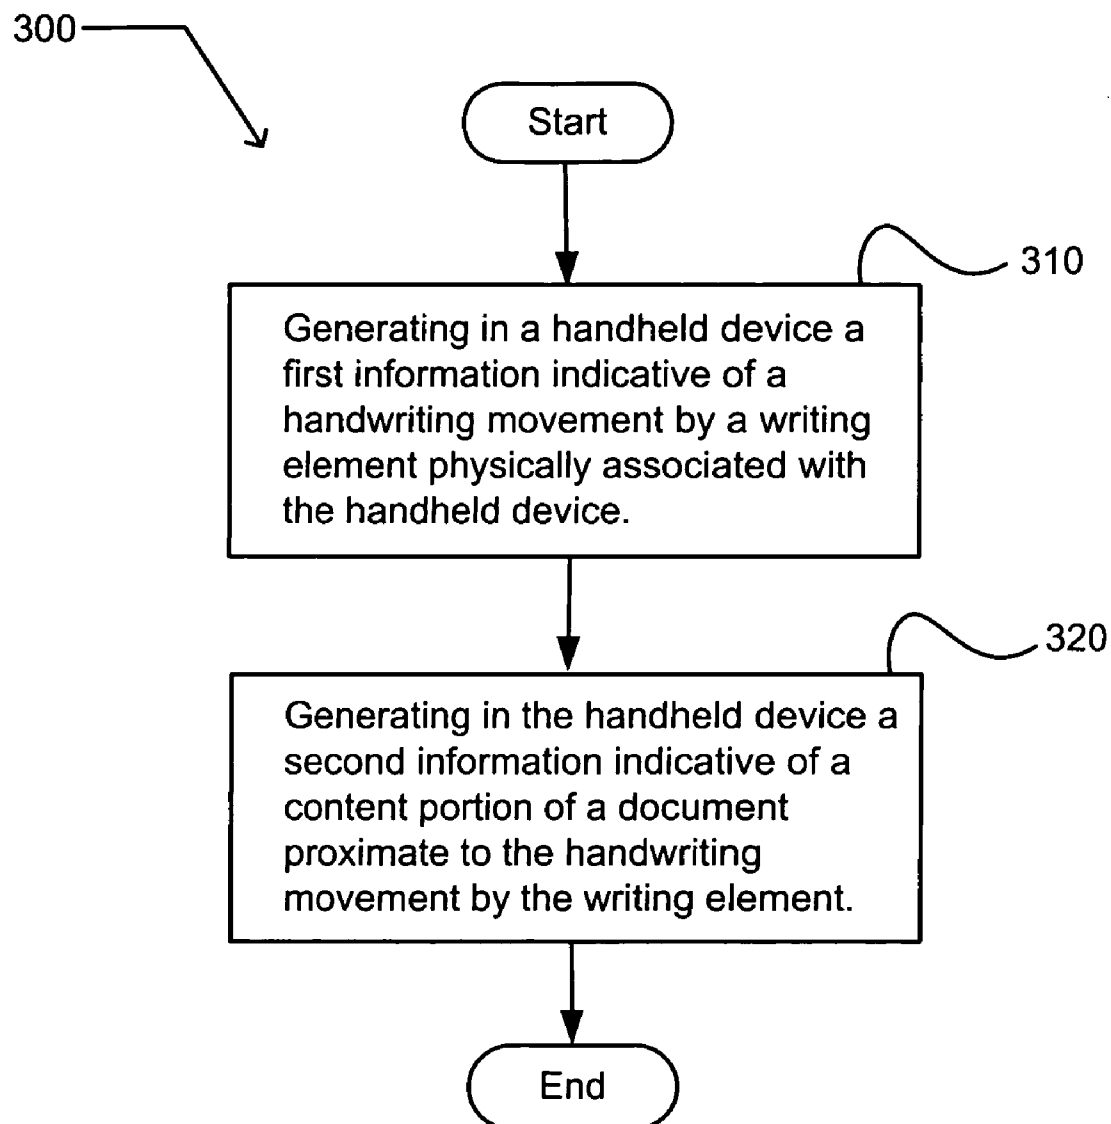 300
Start
310
Generating in a handheld device a
first information indicative of a
handwriting movement by a writing
element physically associated with
the handheld device.
320
Generating in the handheld device a
second information indicative of a
content portion of a document
proximate to the handwriting
movement by the writing element.
End